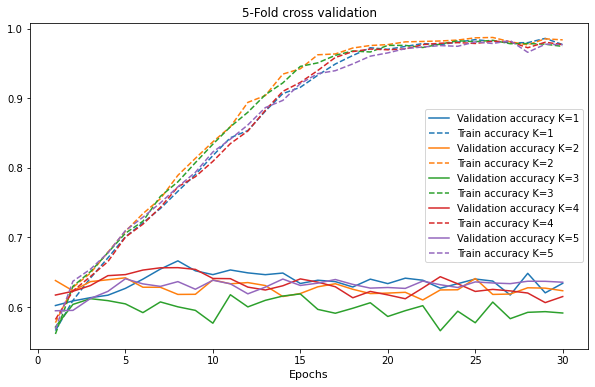 5-Fold cross validation
1.0
0.9
0.8
0.7
0.6
Validation accuracy K=1
Train accuracy K=1
Validation accuracy K=2
Train accuracy K=2
Validation accuracy K=3
Train accuracy K=3
Validation accuracy K=4
Train accuracy K=4
Validation accuracy K=5
Train accuracy K=5
0 5 10 15 20 25 30
Epochs